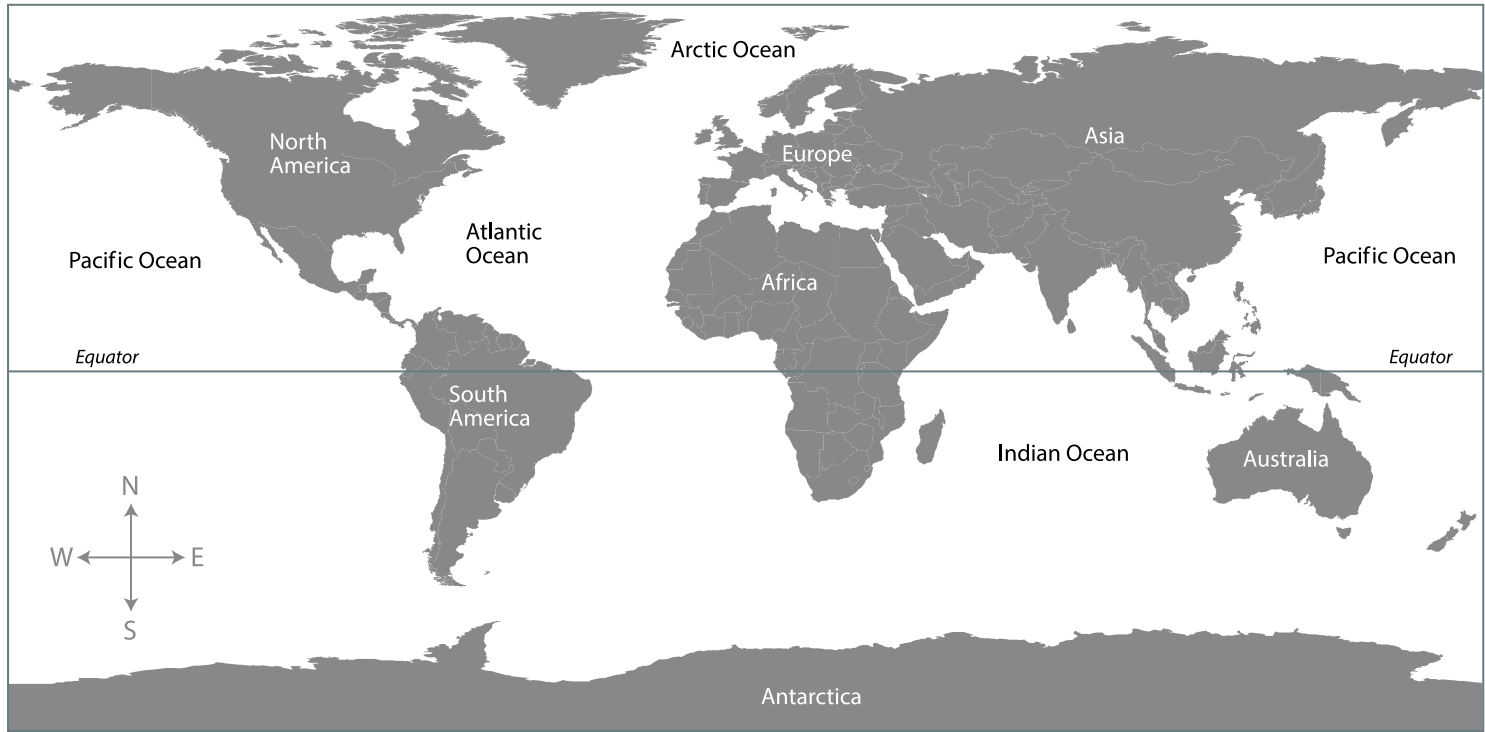 Arctic Ocean
North
America
Asia
Europe
Atlantic
Ocean
Pacific Ocean
Pacific Ocean
Africa
Equator
Equator
South
America
Indian Ocean
Australia
N
W
E
S
Antarctica